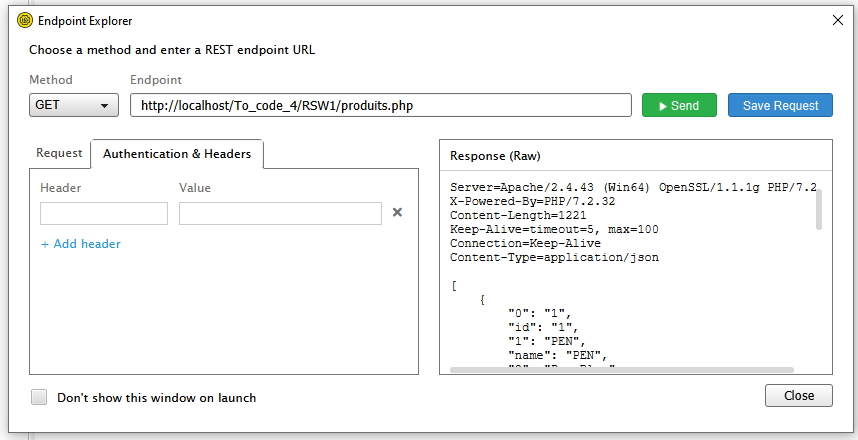 Endpoint Explorer
Choose a method and enter a REST endpoint URL
Method Endpoint
GET http://localhost/To_code_4/RSW1/produits.php Send Save Request
Request Authentication & Headers
Header Value
+ Add header
Response (Raw)
Server=Apache/2.4.43 (Win64) OpenSSL/1.1.1g PHP/7.2
X-Powered-By=PHP/7.2.32
Content-Length=1221
Keep-Alive=timeout=5, max=100
Connection=Keep-Alive
Content-Type=application/json
[
{
"0": "1",
"id": "1",
"1": "PEN",
"name": "PEN",
Don't show this window on launch
Close